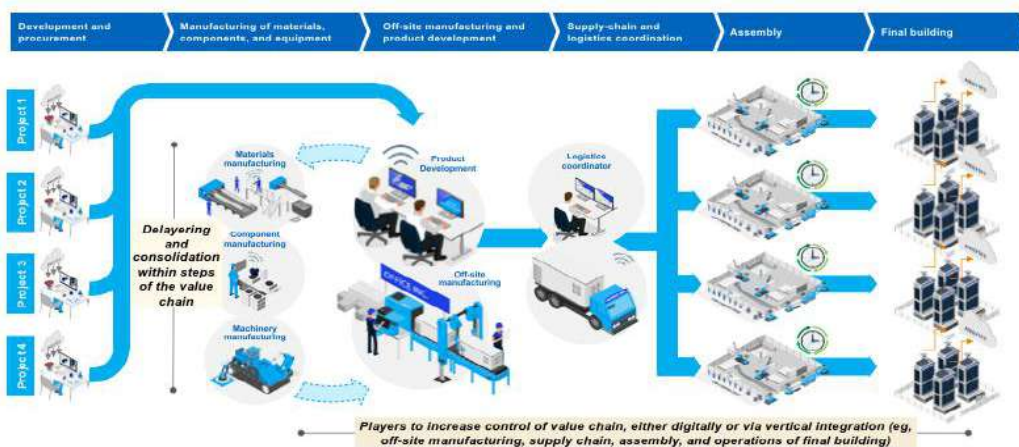 Development and
procurement
Manufacturing of materials,
components, and equipment
Off-site manufacturing and
product development
Supply-chain and
logistics coordination
Assembly
Final building
Project 1
Project 2
Project 3
Project 4
Delayering and
consolidation
within steps
of the value
chain
Materials
manufacturing
Component
manufacturing
Machinery
manufacturing
Product
Development
OFFICE INC.
Off-site
manufacturing
Logistics
coordinator
Players to increase control of value chain, either digitally or via vertical integration (eg,
off-site manufacturing, supply chain, assembly, and operations of final building)